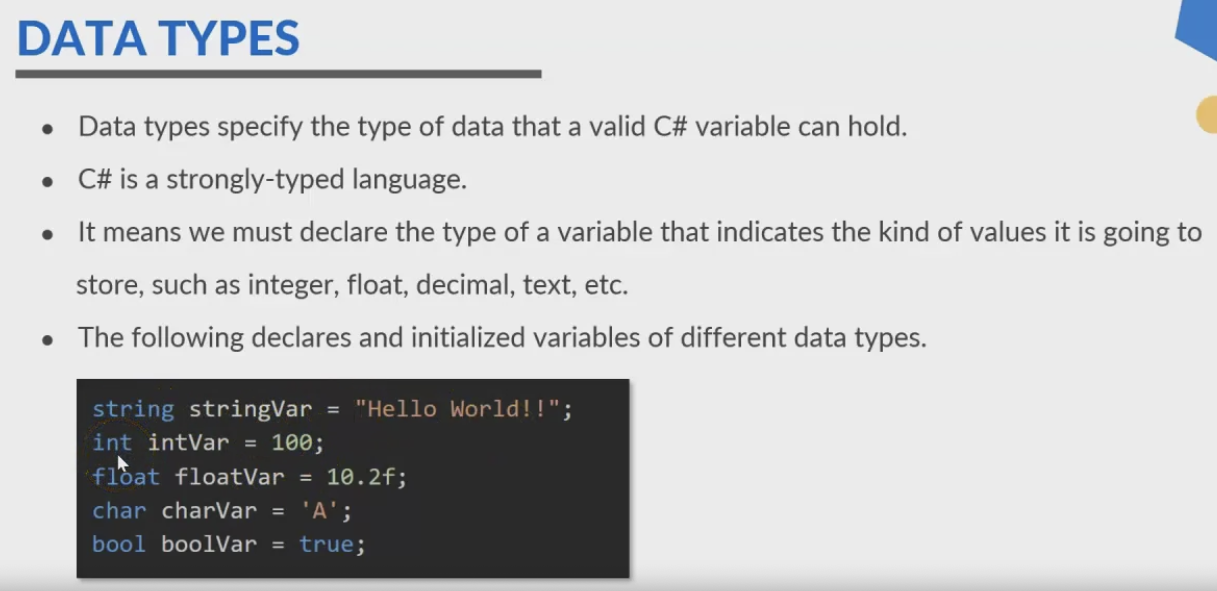 DATA TYPES
• Data types specify the type of data that a valid C# variable can hold.
• C# is a strongly-typed language.
• It means we must declare the type of a variable that indicates the kind of values it is going to
store, such as integer, float, decimal, text, etc.
• The following declares and initialized variables of different data types.
string stringVar = "Hello World!!";
int intVar = 100;
float floatVar = 10.2f;
char charVar = 'A';
bool boolVar = true;